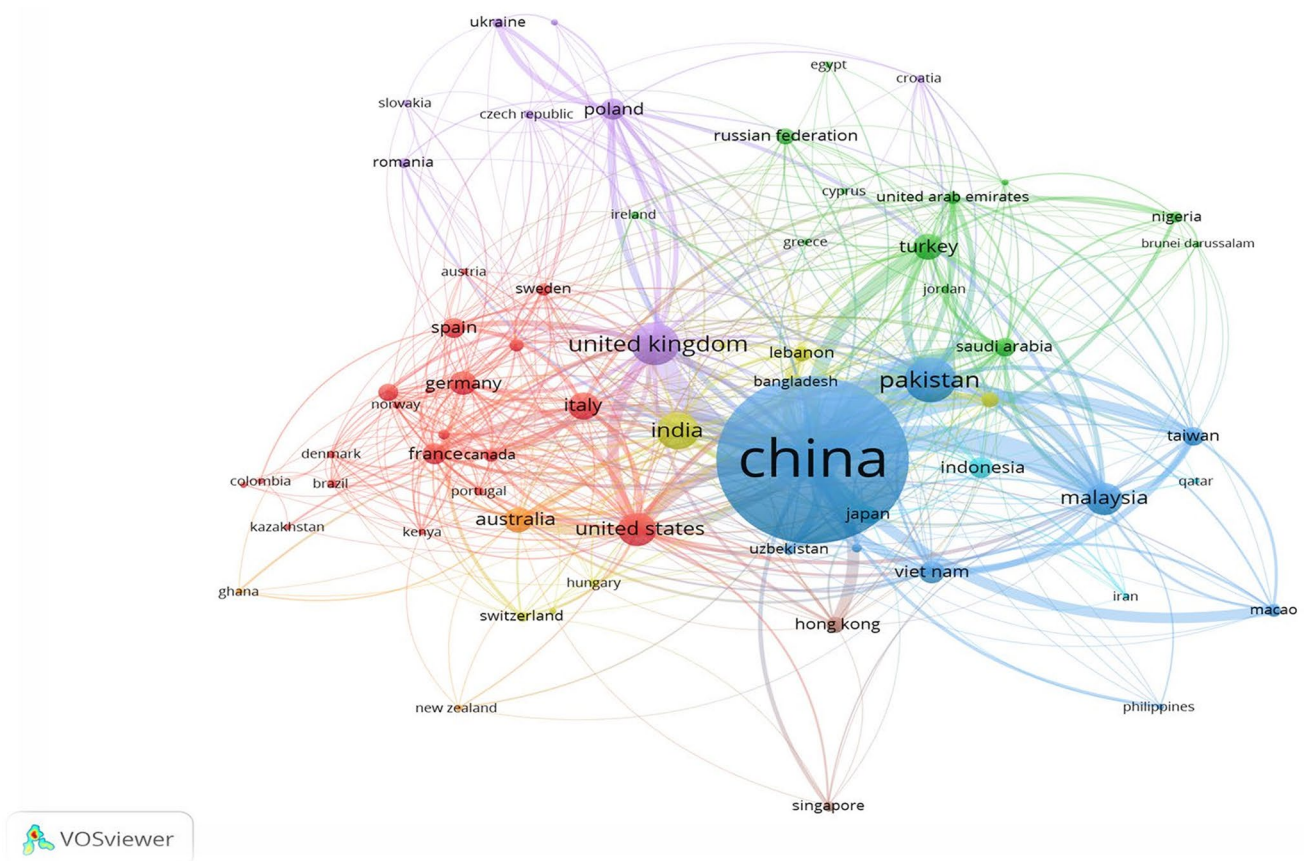 ukraine
egypt
croatia
slovakia
czech republic
poland
russian federation
romania
cyprus
united arab emirates
ireland
nigeria
greece
turkey
brunei darussalam
austria
sweden
jordan
spain
united kingdom
lebanon
saudi arabia
germany
bangladesh
pakistan
norway
italy
india
taiwan
france
canada
china
denmark
indonesia
colombia
brazil
portugal
malaysia
qatar
australia
united states
japan
kazakhstan
kenya
uzbekistan
viet nam
hungary
ghana
iran
switzerland
hong kong
macao
new zealand
philippines
singapore
VOSviewer